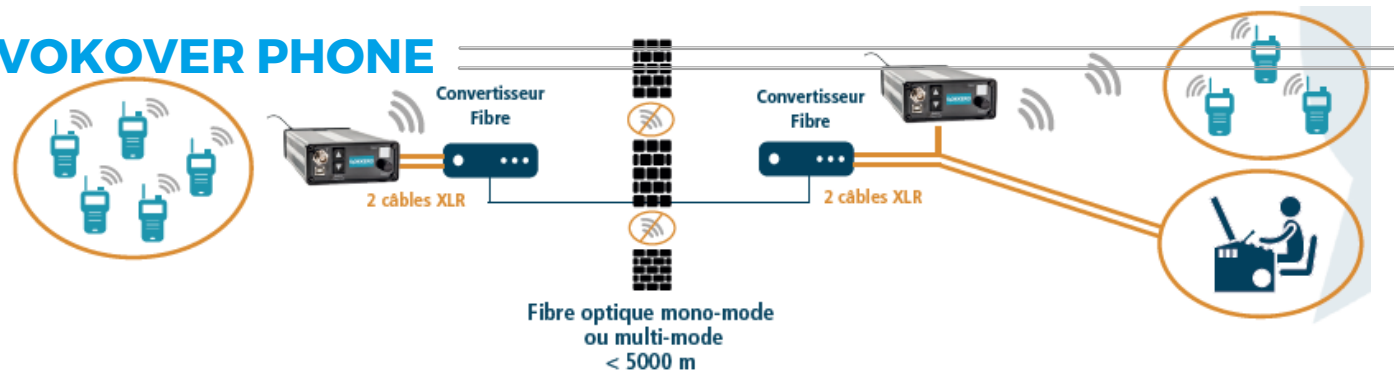 VOKOVER PHONE
Convertisseur
Fibre
2 câbles XLR
Convertisseur
Fibre
2 câbles XLR
Fibre optique mono-mode
ou multi-mode
< 5000 m